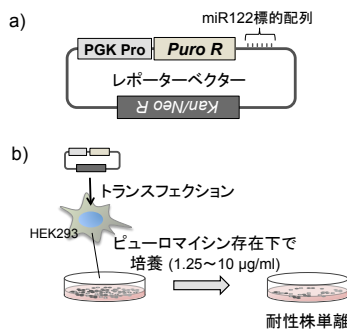 a)
miR122標的配列
PGK Pro
Puro R
レポーターベクター
Kan/Neo R
b)
トランスフェクション
HEK293
ピューロマイシン存在下で
培養 (1.25～10 µg/ml)
耐性株単離